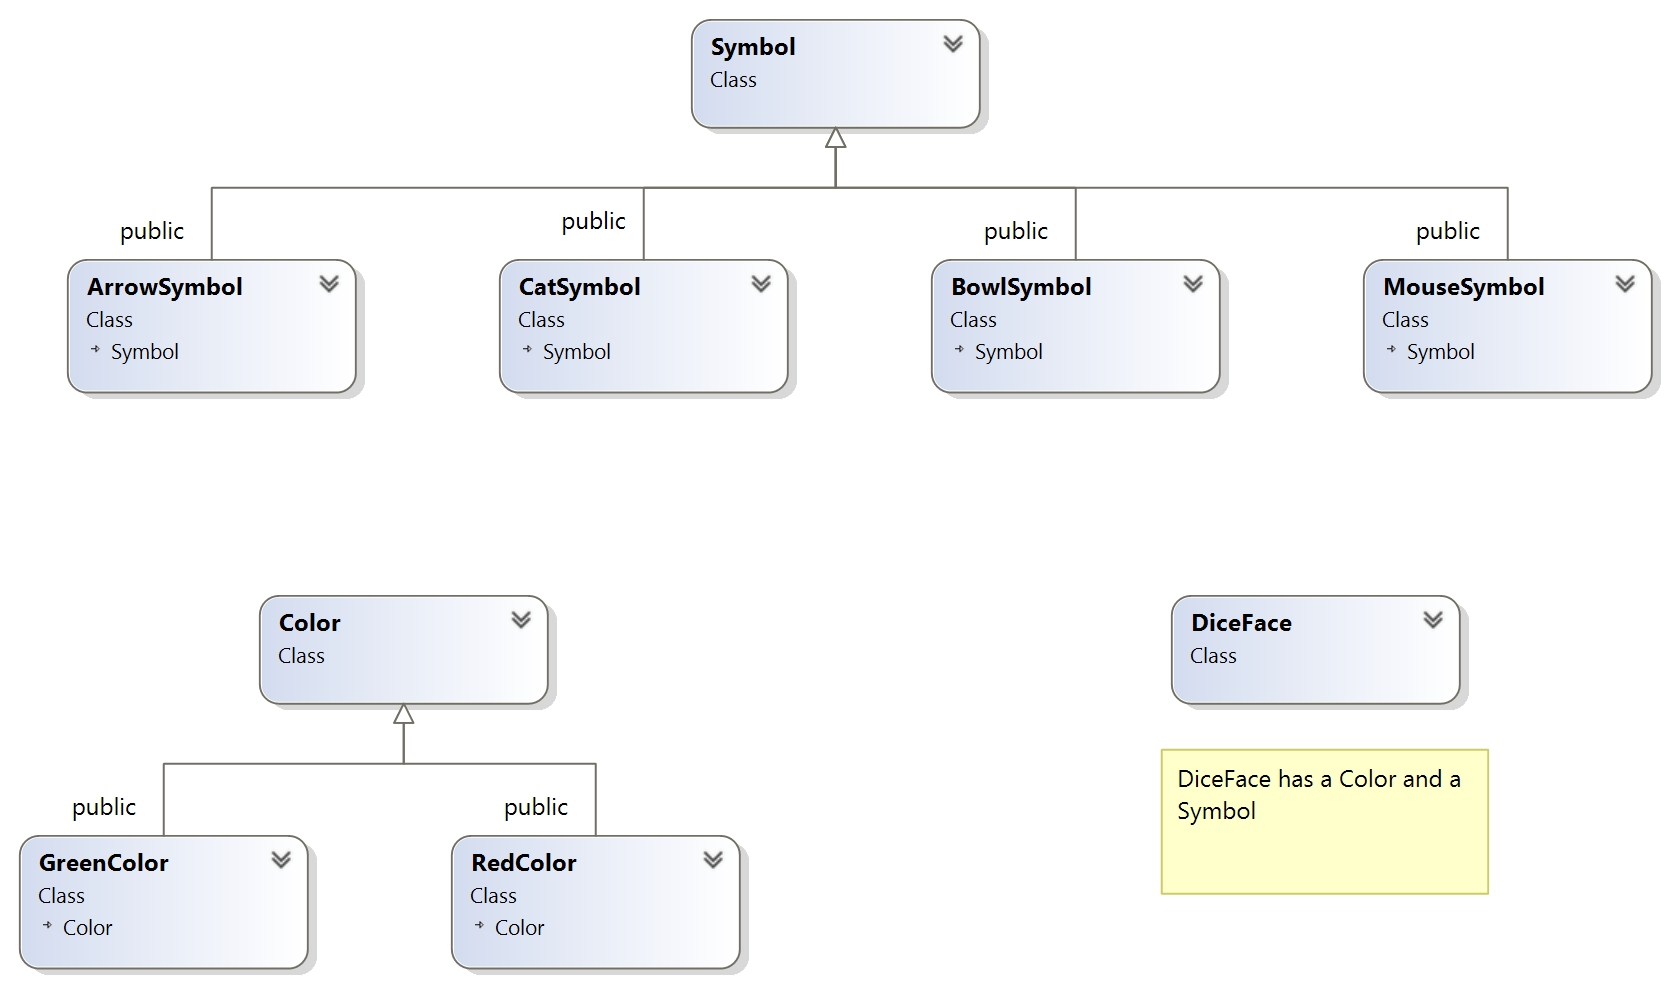 Symbol
Class
public
public
public
public
ArrowSymbol
Class
Symbol
CatSymbol
Class
Symbol
BowlSymbol
Class
Symbol
MouseSymbol
Class
Symbol
Color
Class
DiceFace
Class
DiceFace has a Color and a
Symbol
public
public
GreenColor
Class
Color
RedColor
Class
Color